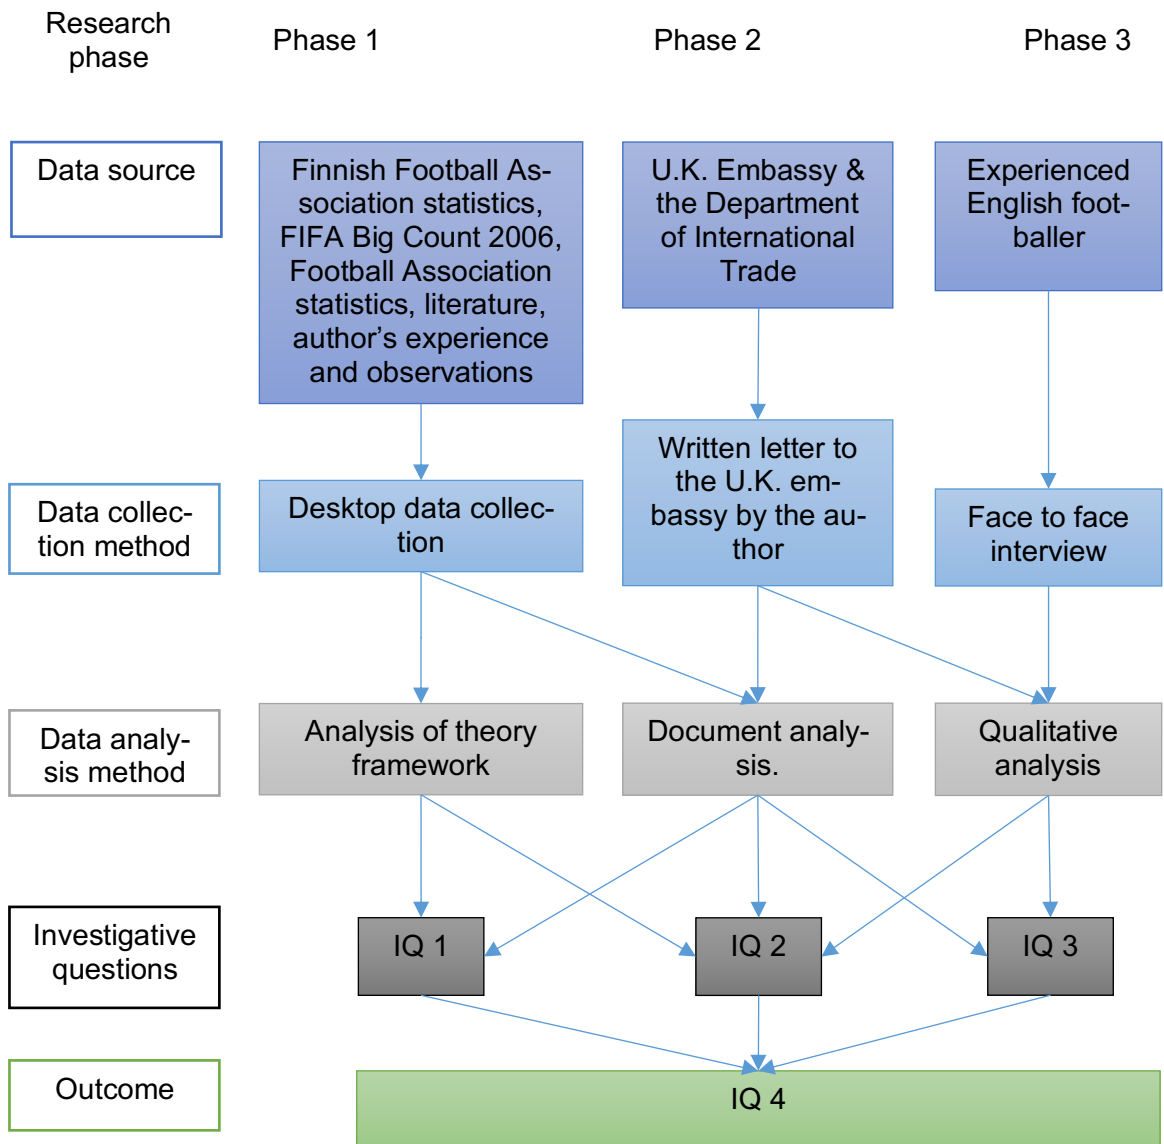 Research
phase
Phase 1
Phase 2
Phase 3
Data source
Finnish Football As-
sociation statistics,
FIFA Big Count 2006,
Football Association
statistics, literature,
author’s experience
and observations
U.K. Embassy &
the Department
of International
Trade
Experienced
English foot-
baller
Data collec-
tion method
Desktop data collec-
tion
Written letter to
the U.K. em-
bassy by the au-
thor
Face to face
interview
Data analy-
sis method
Analysis of theory
framework
Document analy-
sis.
Qualitative
analysis
Investigative
questions
IQ 1
IQ 2
IQ 3
Outcome
IQ 4